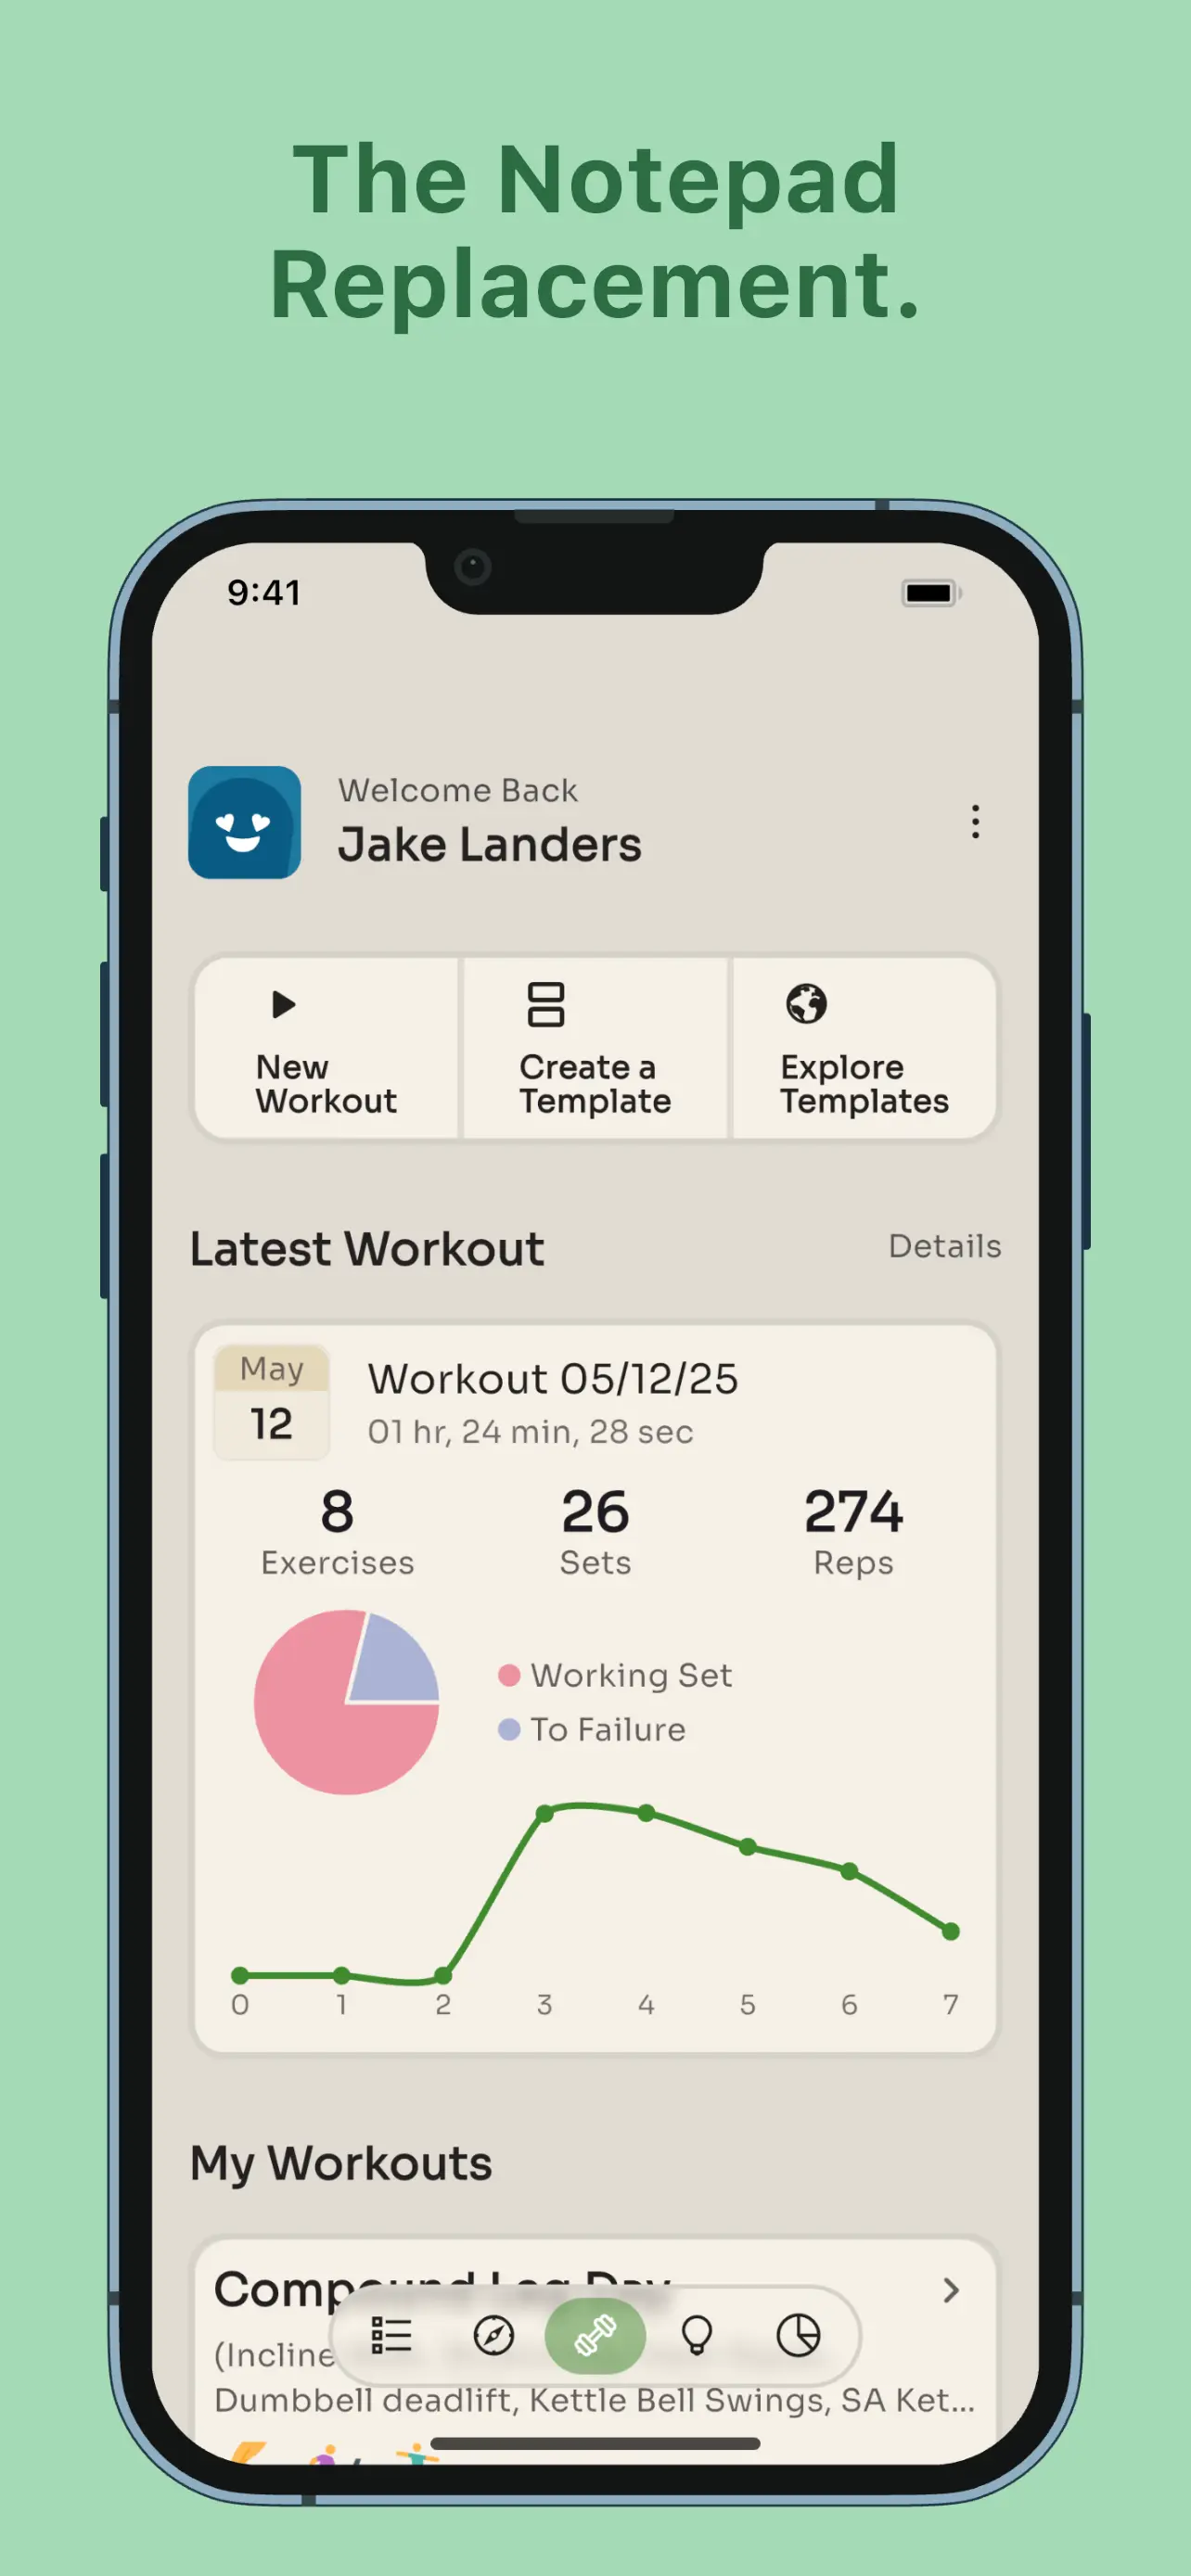 The Notepad
Replacement.
9:41
Welcome Back
Jake Landers
New
Workout
Create a
Template
Explore
Templates
Latest Workout
Details
May
12
Workout 05/12/25
01 hr, 24 min, 28 sec
8
Exercises
26
Sets
274
Reps
Working Set
To Failure
0 1 2 3 4 5 6 7
My Workouts
Compound Leg Day
(Incline
Dumbbell deadlift, Kettle Bell Swings, SA Ket...